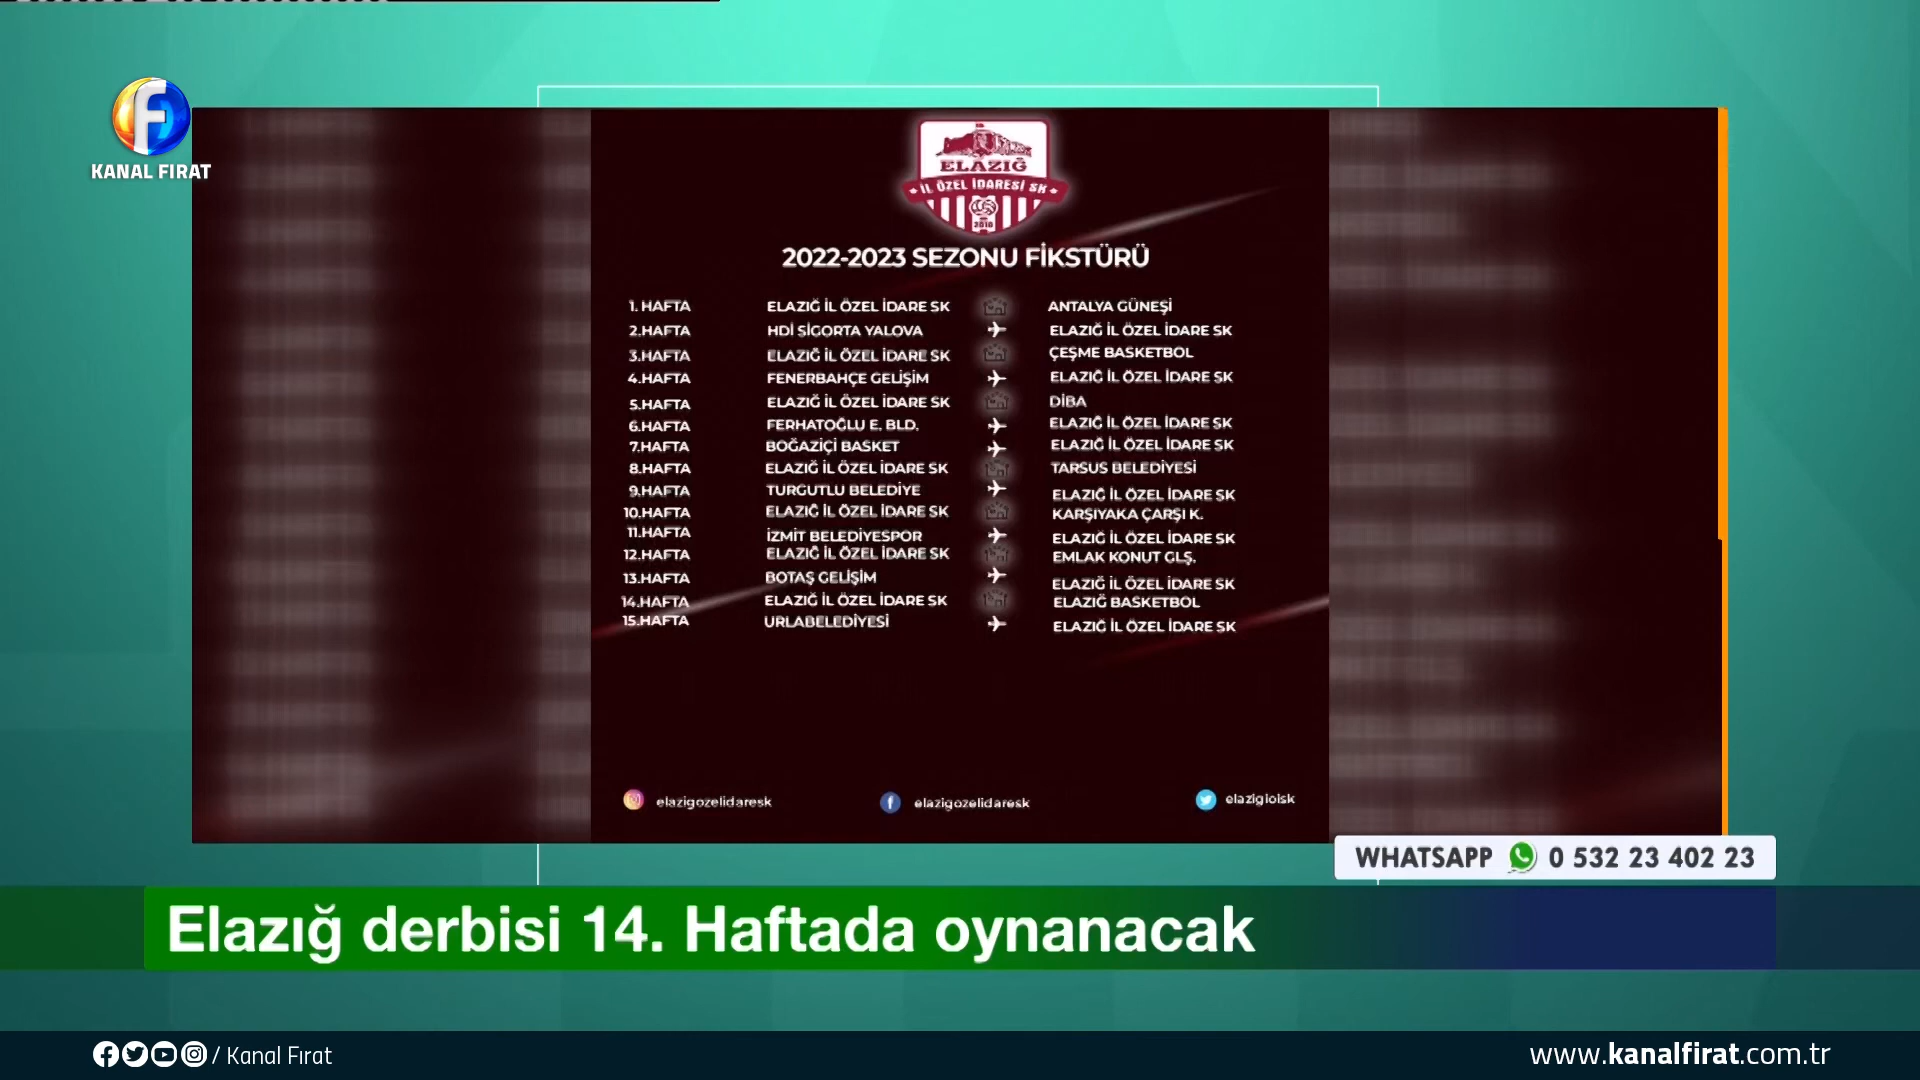 KANAL FIRAT
ELAZIĞ
İL ÖZEL İDARESİ SK
2010
2022-2023 SEZONU FİKSTÜRÜ
1. HAFTA ELAZIĞ İL ÖZEL İDARE SK ANTALYA GÜNEŞİ
2.HAFTA HDİ SİGORTA YALOVA ELAZIĞ İL ÖZEL İDARE SK
3.HAFTA ELAZIĞ İL ÖZEL İDARE SK ÇEŞME BASKETBOL
4.HAFTA FENERBAHÇE GELİŞİM ELAZIĞ İL ÖZEL İDARE SK
5.HAFTA ELAZIĞ İL ÖZEL İDARE SK DİBA
6.HAFTA FERHATOĞLU E. BLD. ELAZIĞ İL ÖZEL İDARE SK
7.HAFTA BOĞAZİÇİ BASKET ELAZIĞ İL ÖZEL İDARE SK
8.HAFTA ELAZIĞ İL ÖZEL İDARE SK TARSUS BELEDİYESİ
9.HAFTA TURGUTLU BELEDİYE ELAZIĞ İL ÖZEL İDARE SK
10.HAFTA ELAZIĞ İL ÖZEL İDARE SK KARŞIYAKA ÇARŞI K.
11.HAFTA İZMİT BELEDİYESPOR ELAZIĞ İL ÖZEL İDARE SK
12.HAFTA ELAZIĞ İL ÖZEL İDARE SK EMLAK KONUT GLŞ.
13.HAFTA BOTAŞ GELİŞİM ELAZIĞ İL ÖZEL İDARE SK
14.HAFTA ELAZIĞ İL ÖZEL İDARE SK ELAZIĞ BASKETBOL
15.HAFTA URLABELEDİYESİ ELAZIĞ İL ÖZEL İDARE SK
elazigozelidaresk elazigozelidaresk elazigiolsk
WHATSAPP 0 532 23 402 23
Elazığ derbisi 14. Haftada oynanacak
/ Kanal Fırat
www.kanalfirat.com.tr